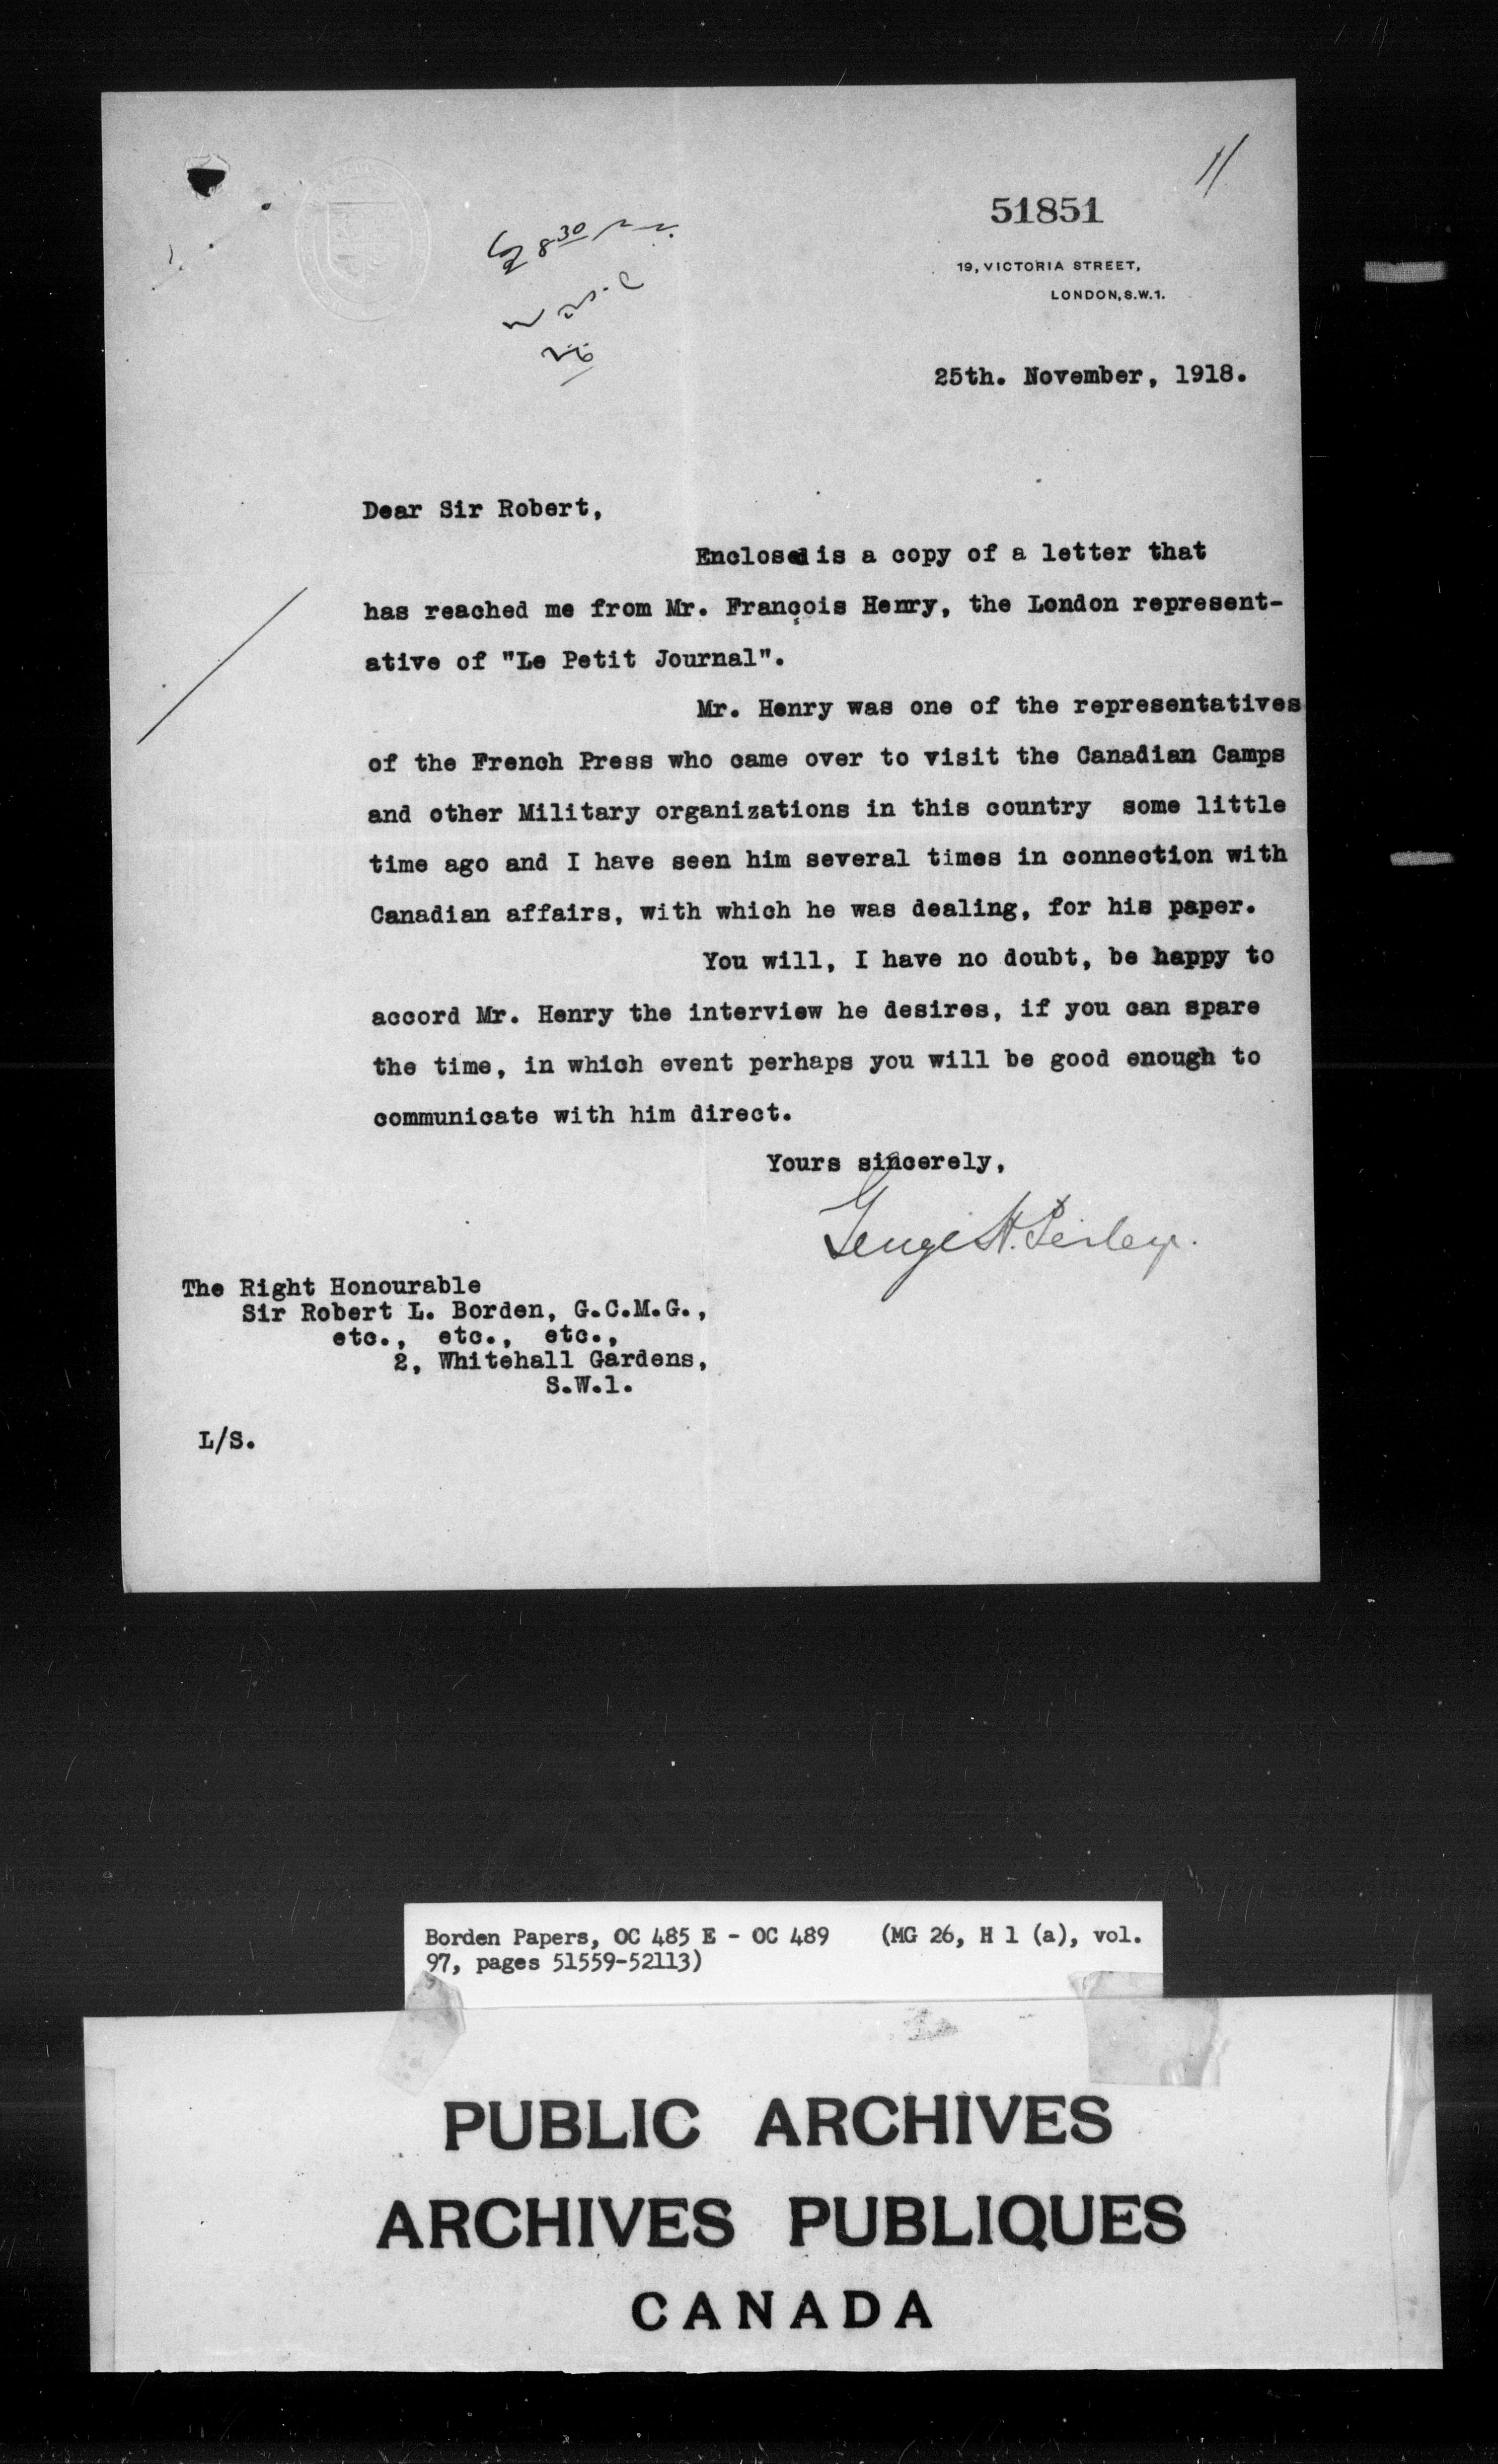 51851
19, VICTORIA STREET,
LONDON, S.W.1.
8 30
26
25th. November, 1918.
Dear Sir Robert,
Enclosed is a copy of a letter that
has reached me from Mr. François Henry, the London represent-
ative of "Le Petit Journal".
Mr. Henry was one of the representatives
of the French Press who came over to visit the Canadian Camps
and other Military organizations in this country some little
time ago and I have seen him several times in connection with
Canadian affairs, with which he was dealing, for his paper.
You will, I have no doubt, be happy to
accord Mr. Henry the interview he desires, if you can spare
the time, in which event perhaps you will be good enough to
communicate with him direct.
Yours sincerely,
George H. Perley.
The Right Honourable
Sir Robert L. Borden, G.C.M.G.,
etc., etc., etc.,
2, Whitehall Gardens,
S.W.1.
L/S.
Borden Papers, OC 485 E - OC 489 (MG 26, H 1 (a), vol.
97, pages 51559-52113)
PUBLIC ARCHIVES
ARCHIVES PUBLIQUES
CANADA